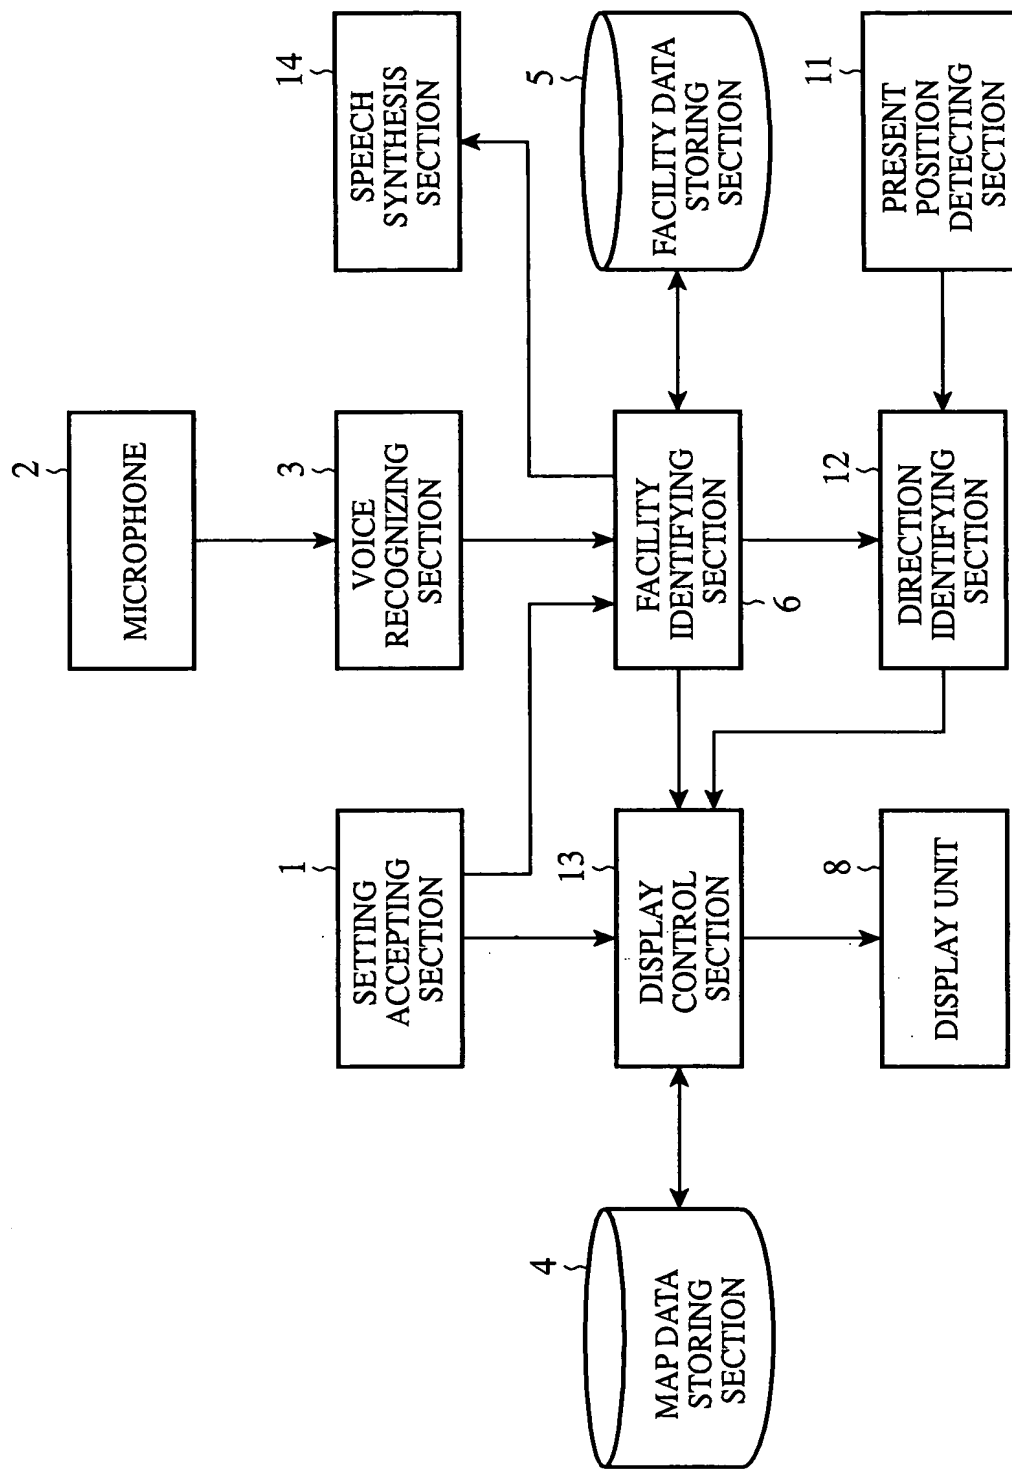 2
MICROPHONE
1
SETTING
ACCEPTING
SECTION
3
VOICE
RECOGNIZING
SECTION
14
SPEECH
SYNTHESIS
SECTION
4
MAP DATA
STORING
SECTION
13
DISPLAY
CONTROL
SECTION
FACILITY
IDENTIFYING
SECTION
6
5
FACILITY DATA
STORING
SECTION
8
DISPLAY UNIT
12
DIRECTION
IDENTIFYING
SECTION
11
PRESENT
POSITION
DETECTING
SECTION